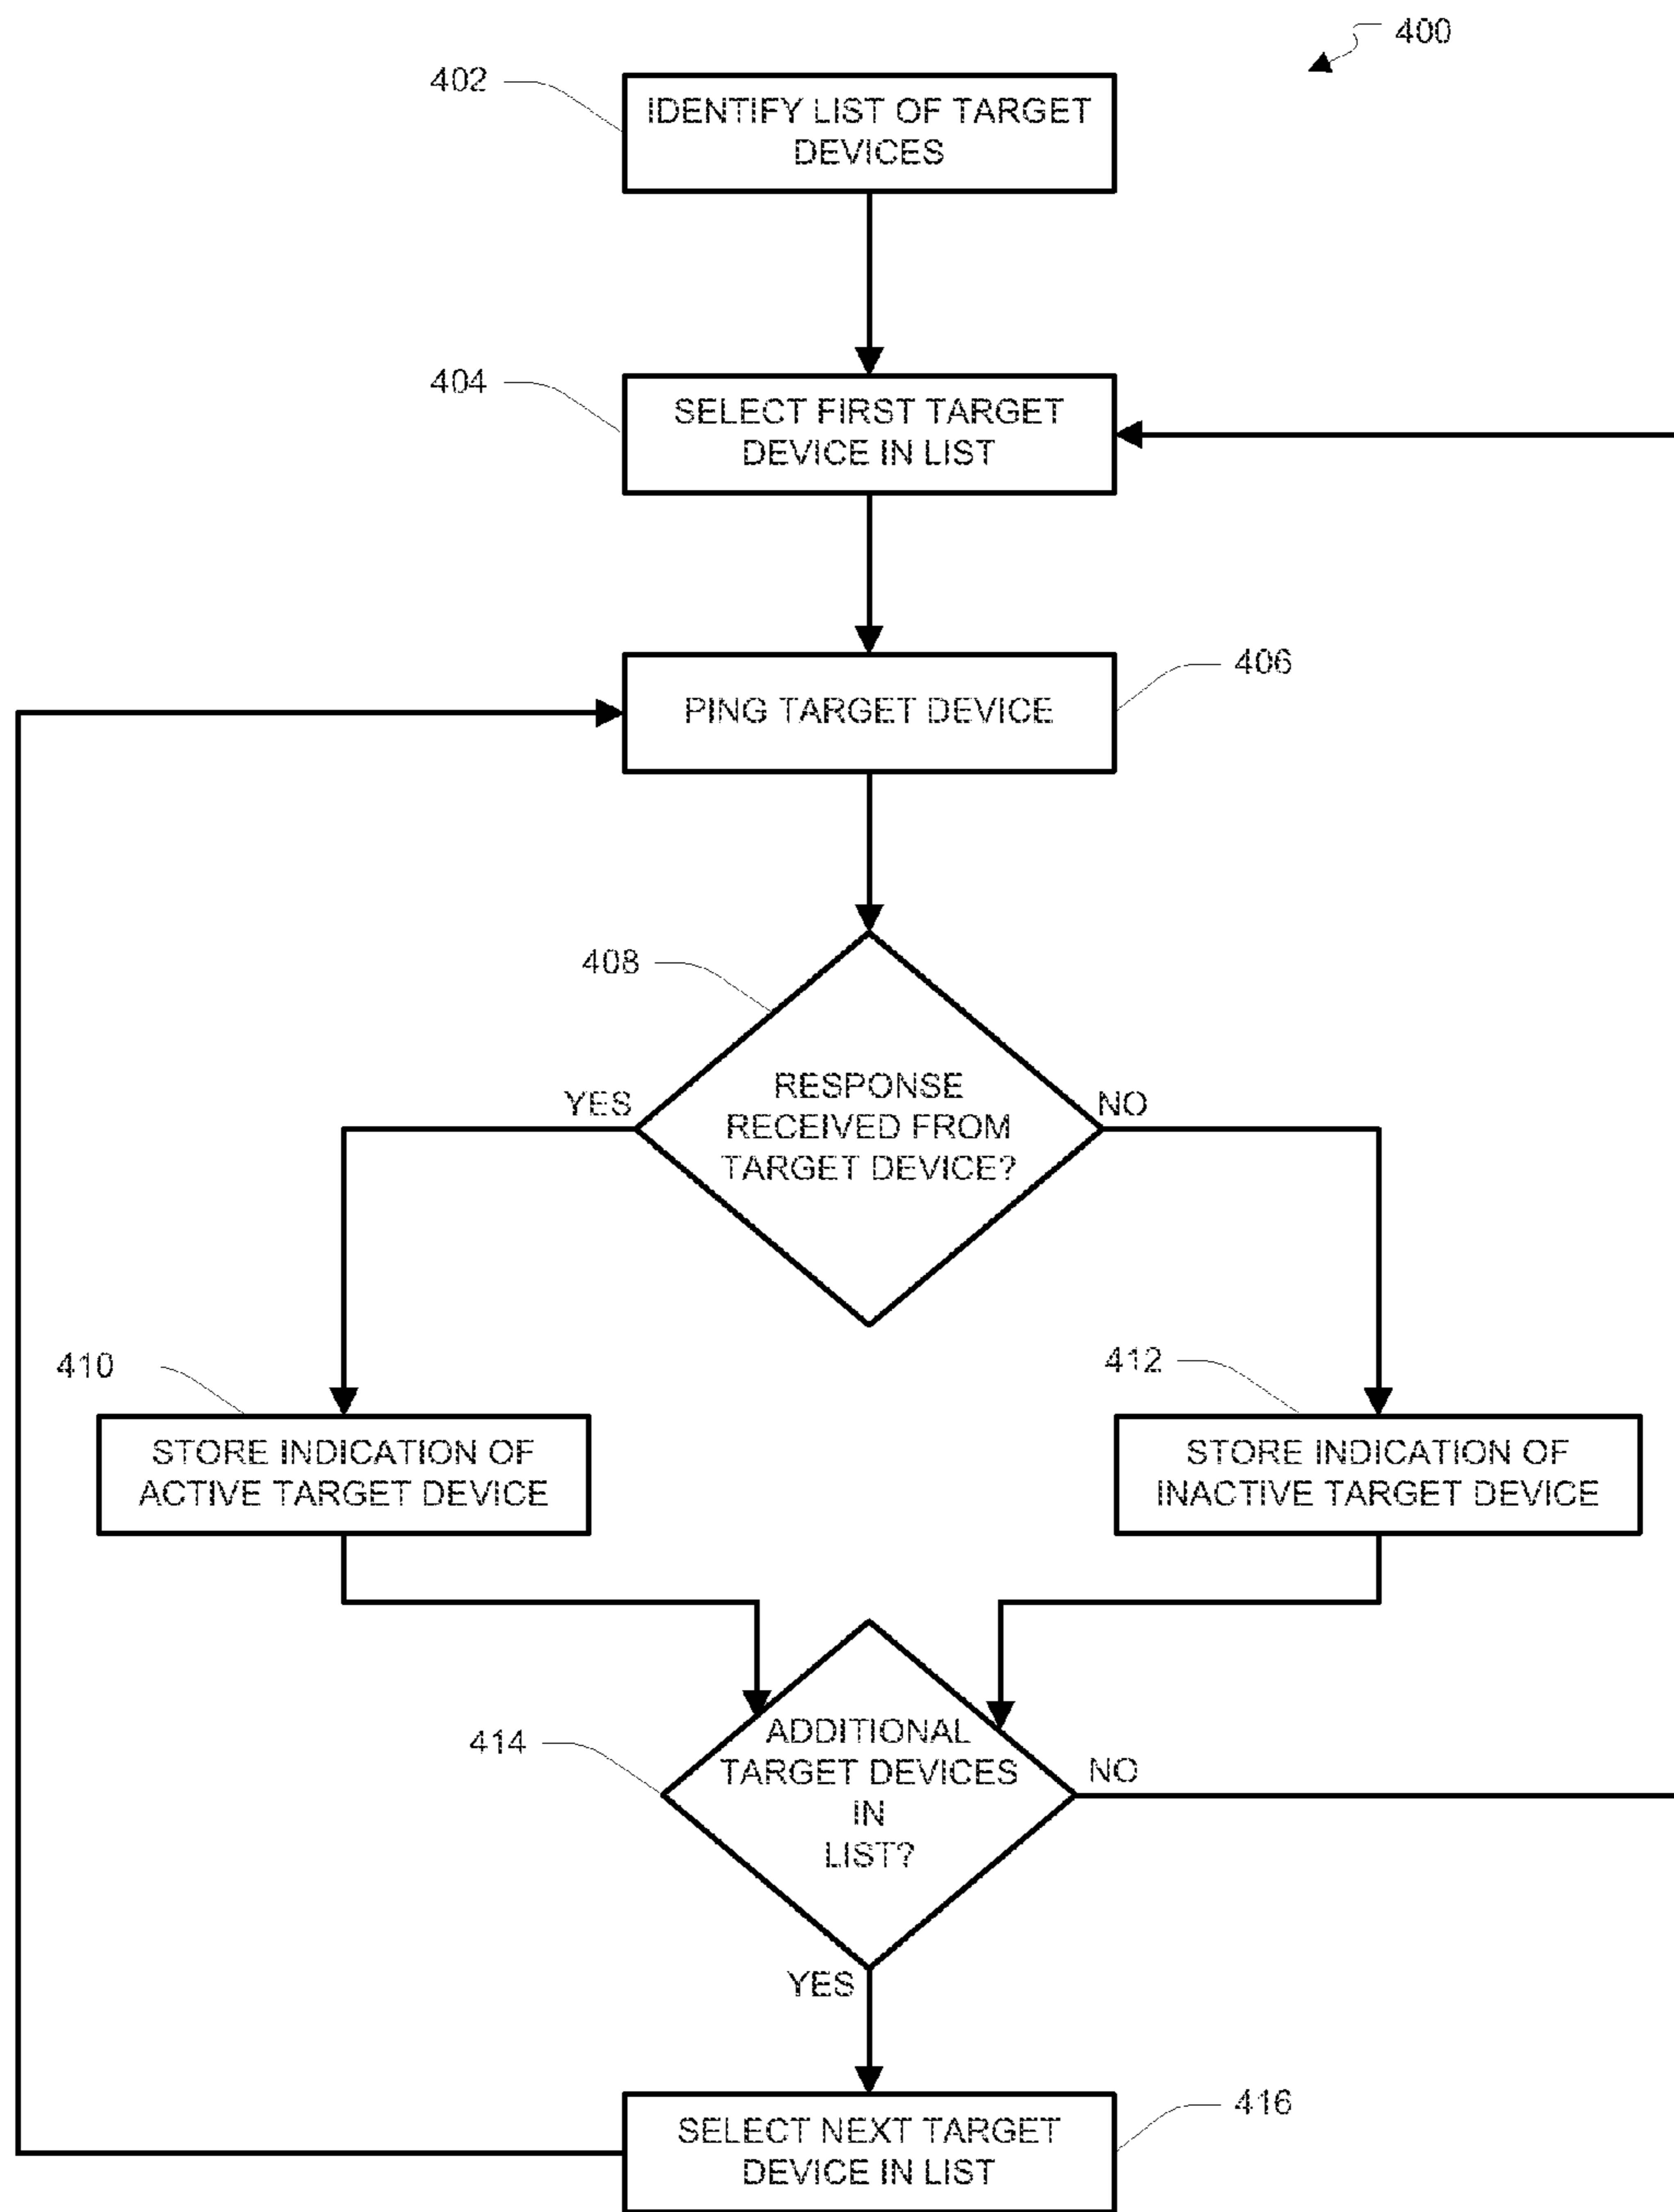 400
402
IDENTIFY LIST OF TARGET
DEVICES
404
SELECT FIRST TARGET
DEVICE IN LIST
406
PING TARGET DEVICE
408
RESPONSE
RECEIVED FROM
TARGET DEVICE?
YES
NO
410
STORE INDICATION OF
ACTIVE TARGET DEVICE
412
STORE INDICATION OF
INACTIVE TARGET DEVICE
414
ADDITIONAL
TARGET DEVICES
IN
LIST?
NO
YES
416
SELECT NEXT TARGET
DEVICE IN LIST